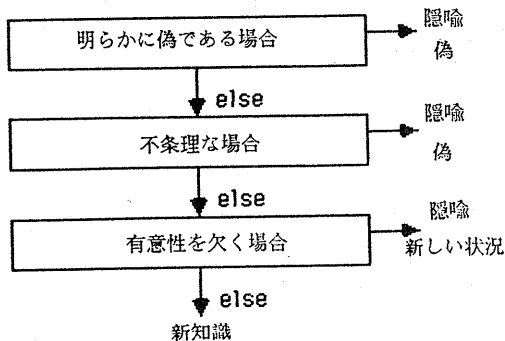 明らかに偽である場合
隠喩
偽
else
不条理な場合
隠喩
偽
else
有意性を欠く場合
隠喩
新しい状況
else
新知識